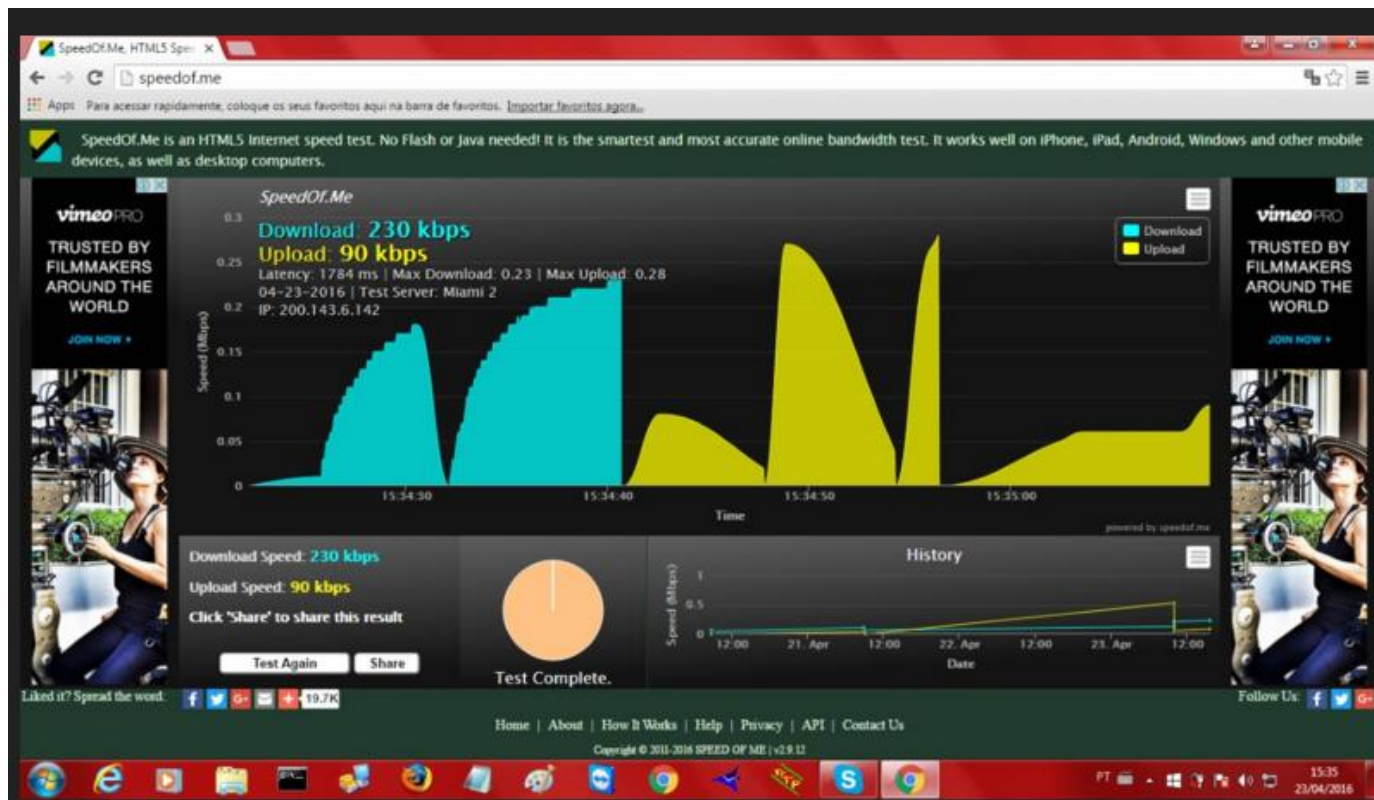 SpeedOf.Me, HTML5 Spe
speedof.me
Apps Para acessar rapidamente, coloque os seus favoritos aqui na barra de favoritos. Importar favoritos agora...
SpeedOf.Me is an HTML5 Internet speed test. No Flash or Java needed! It is the smartest and most accurate online bandwidth test. It works well on iPhone, iPad, Android, Windows and other mobile
devices, as well as desktop computers.
vimeo PRO
TRUSTED BY
FILMMAKERS
AROUND THE
WORLD
JOIN NOW
SpeedOf.Me
Download: 230 kbps
Upload: 90 kbps
Latency: 1784 ms | Max Download: 0.23 | Max Upload: 0.28
04-23-2016 | Test Server: Miami 2
IP: 200.143.6.142
Download
Upload
Speed (Mbps)
0.3
0.25
0.2
0.15
0.1
0.05
0
15:34:30 15:34:40 15:34:50 15:35:00
Time
powered by speedof.me
vimeo PRO
TRUSTED BY
FILMMAKERS
AROUND THE
WORLD
JOIN NOW
Download Speed: 230 kbps
Upload Speed: 90 kbps
Click 'Share' to share this result
Test Again Share
Test Complete.
History
Speed (Mbps)
1
0.5
0
12:00 21. Apr 12:00 22. Apr 12:00 23. Apr 12:00
Date
Liked it? Spread the word: 19.7K
Follow Us:
Home | About | How It Works | Help | Privacy | API | Contact Us
Copyright © 2011-2016 SPEED OF ME | v2.9.12
PT 15:35
23/04/2016